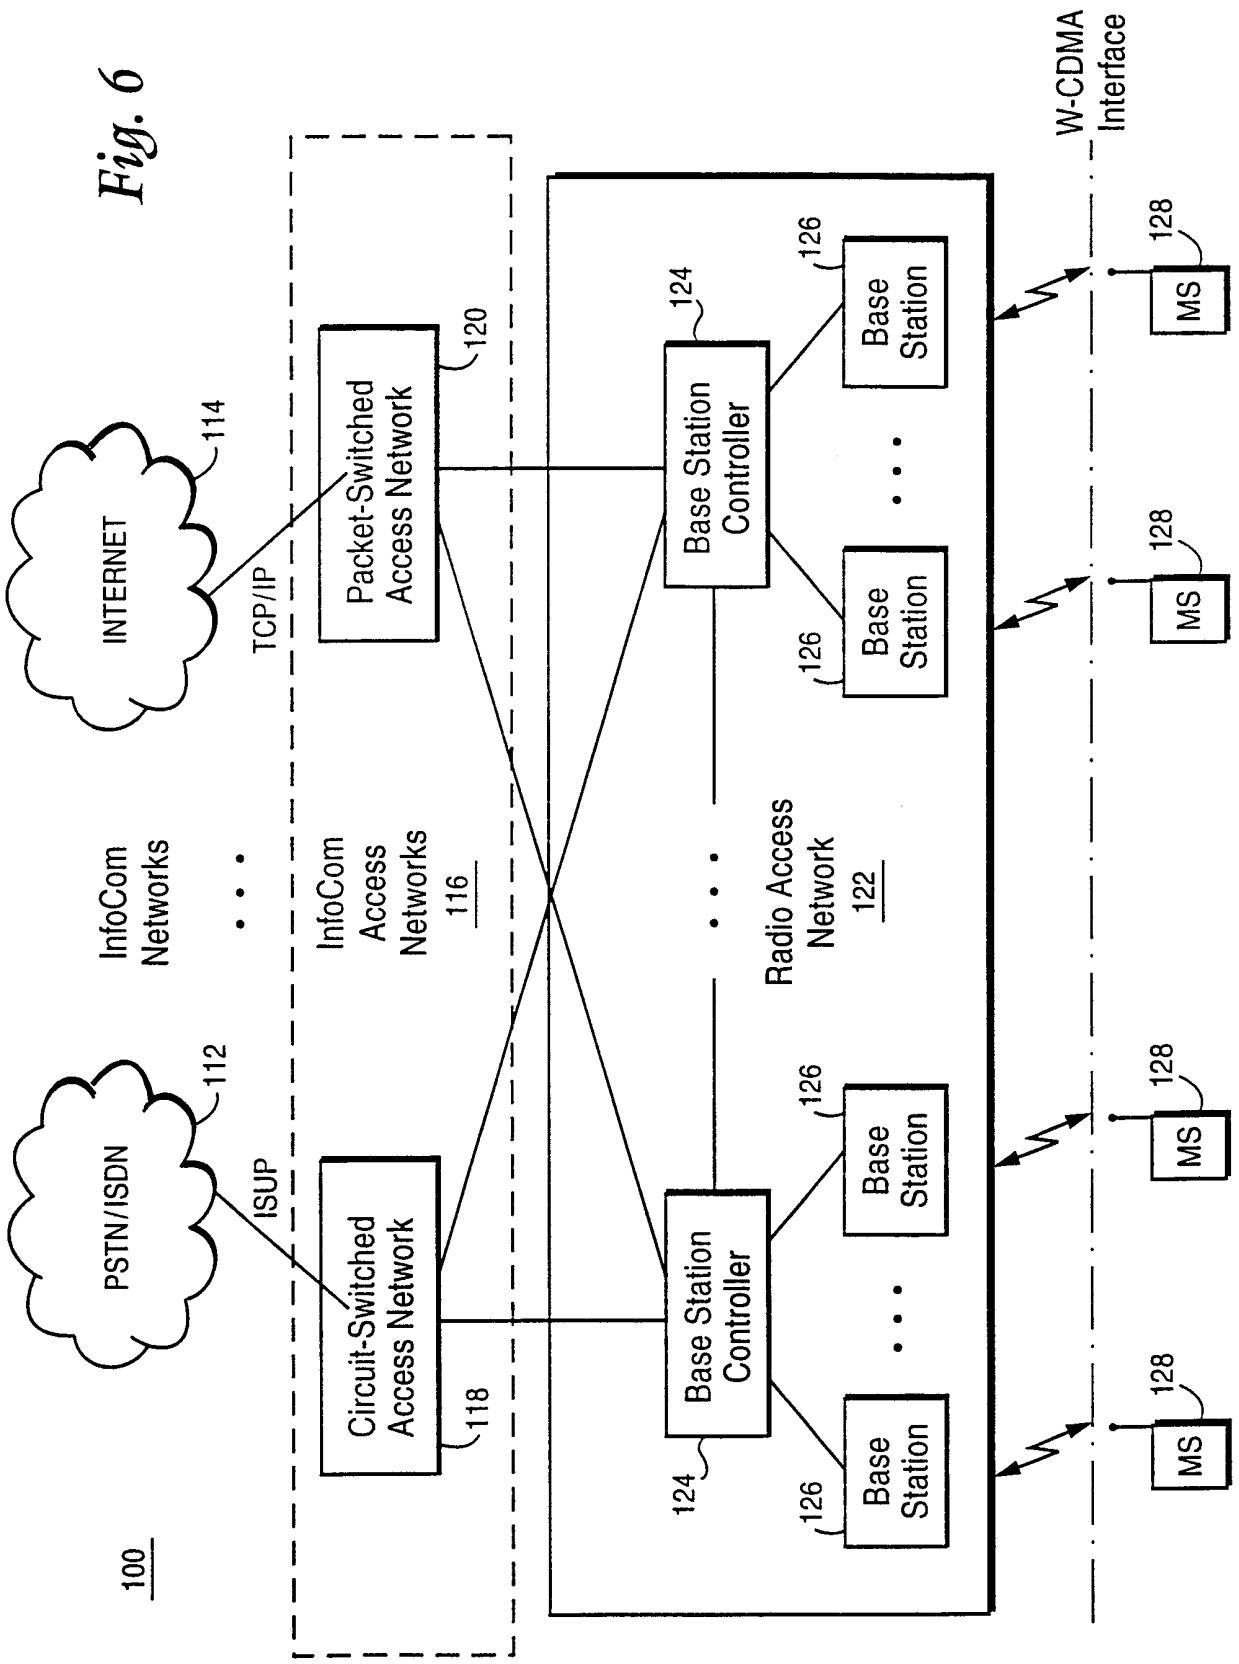 Fig. 6
100
PSTN/ISDN
112
InfoCom
Networks
INTERNET
114
ISUP
TCP/IP
Circuit-Switched
Access Network
118
InfoCom
Access
Networks
116
Packet-Switched
Access Network
120
124
Base Station
Controller
Base Station
Controller
124
Radio Access
Network
122
126
Base
Station
Base
Station
126
126
Base
Station
Base
Station
126
W-CDMA
Interface
MS
128
MS
128
MS
128
MS
128